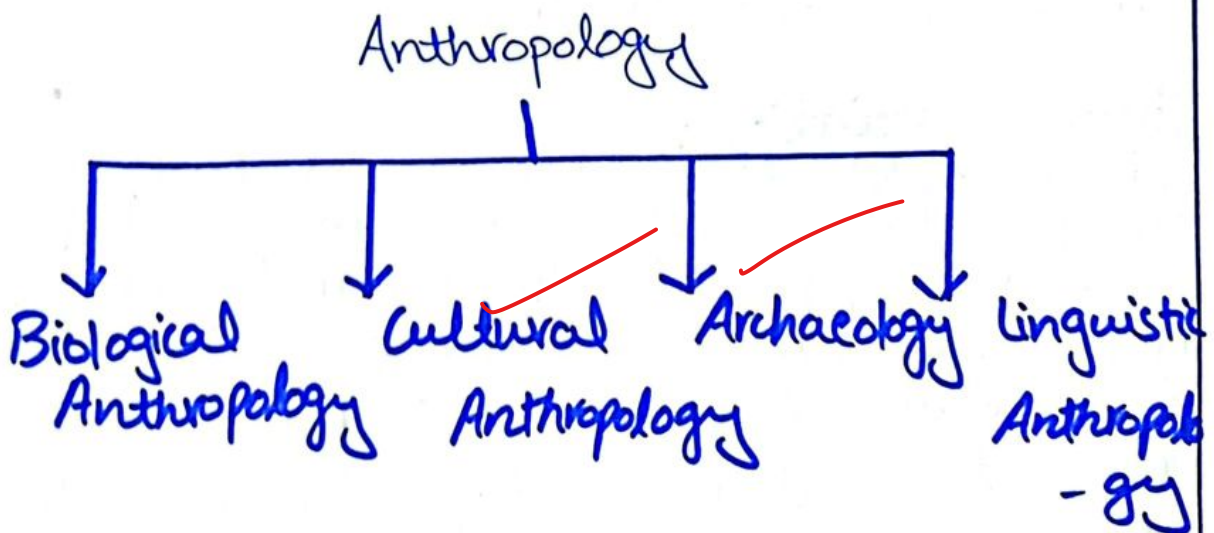 Anthropology
Biological Anthropology
Cultural Anthropology
Archaeology
Linguistic Anthropolo
-gy